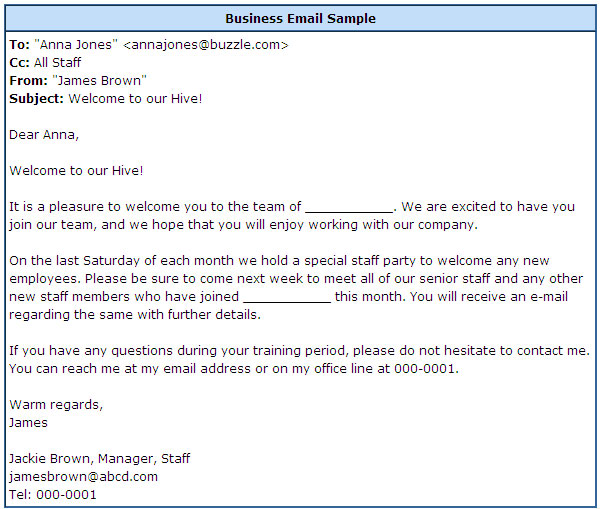 Business Email Sample
To: "Anna Jones" <annajones@buzzle.com>
Cc: All Staff
From: "James Brown"
Subject: Welcome to our Hive!
Dear Anna,
Welcome to our Hive!
It is a pleasure to welcome you to the team of ____________. We are excited to have you
join our team, and we hope that you will enjoy working with our company.
On the last Saturday of each month we hold a special staff party to welcome any new
employees. Please be sure to come next week to meet all of our senior staff and any other
new staff members who have joined ____________ this month. You will receive an e-mail
regarding the same with further details.
If you have any questions during your training period, please do not hesitate to contact me.
You can reach me at my email address or on my office line at 000-0001.
Warm regards,
James
Jackie Brown, Manager, Staff
jamesbrown@abcd.com
Tel: 000-0001